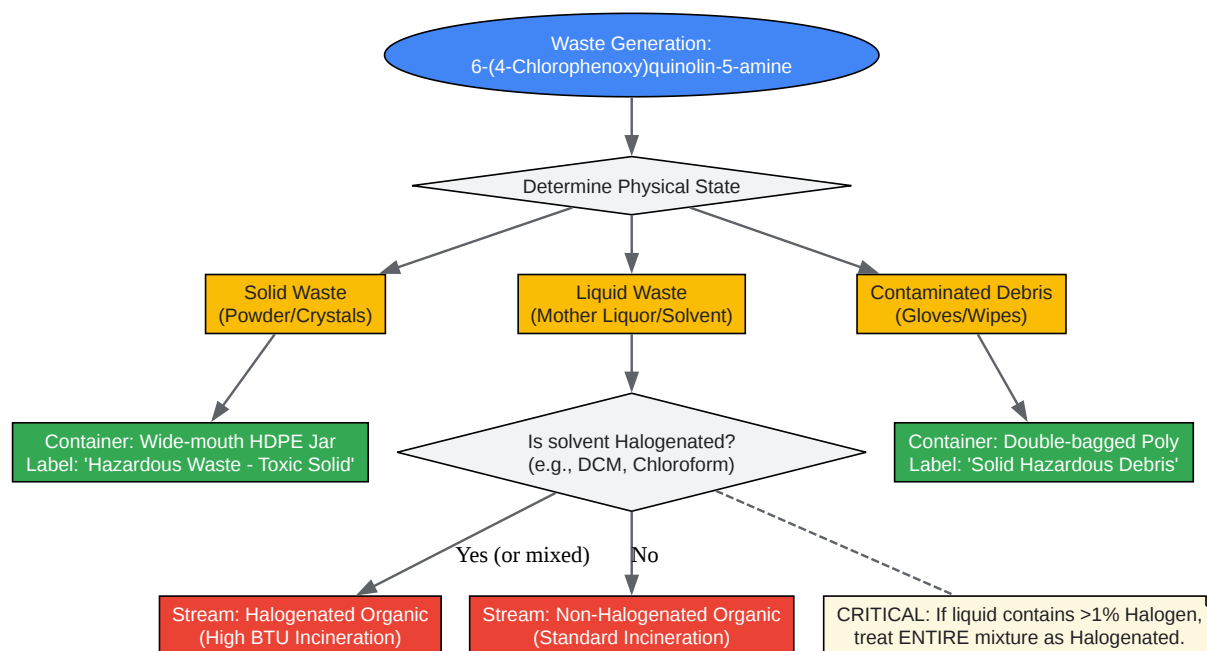 Waste Generation:
6-(4-Chlorophenoxy)quinolin-5-amine
Determine Physical State
Solid Waste
(Powder/Crystals)
Liquid Waste
(Mother Liquor/Solvent)
Contaminated Debris
(Gloves/Wipes)
Container: Wide-mouth HDPE Jar
Label: 'Hazardous Waste - Toxic Solid'
Is solvent Halogenated?
(e.g., DCM, Chloroform)
Container: Double-bagged Poly
Label: 'Solid Hazardous Debris'
Yes (or mixed)
No
Stream: Halogenated Organic
(High BTU Incineration)
Stream: Non-Halogenated Organic
(Standard Incineration)
CRITICAL: If liquid contains >1% Halogen,
treat ENTIRE mixture as Halogenated.